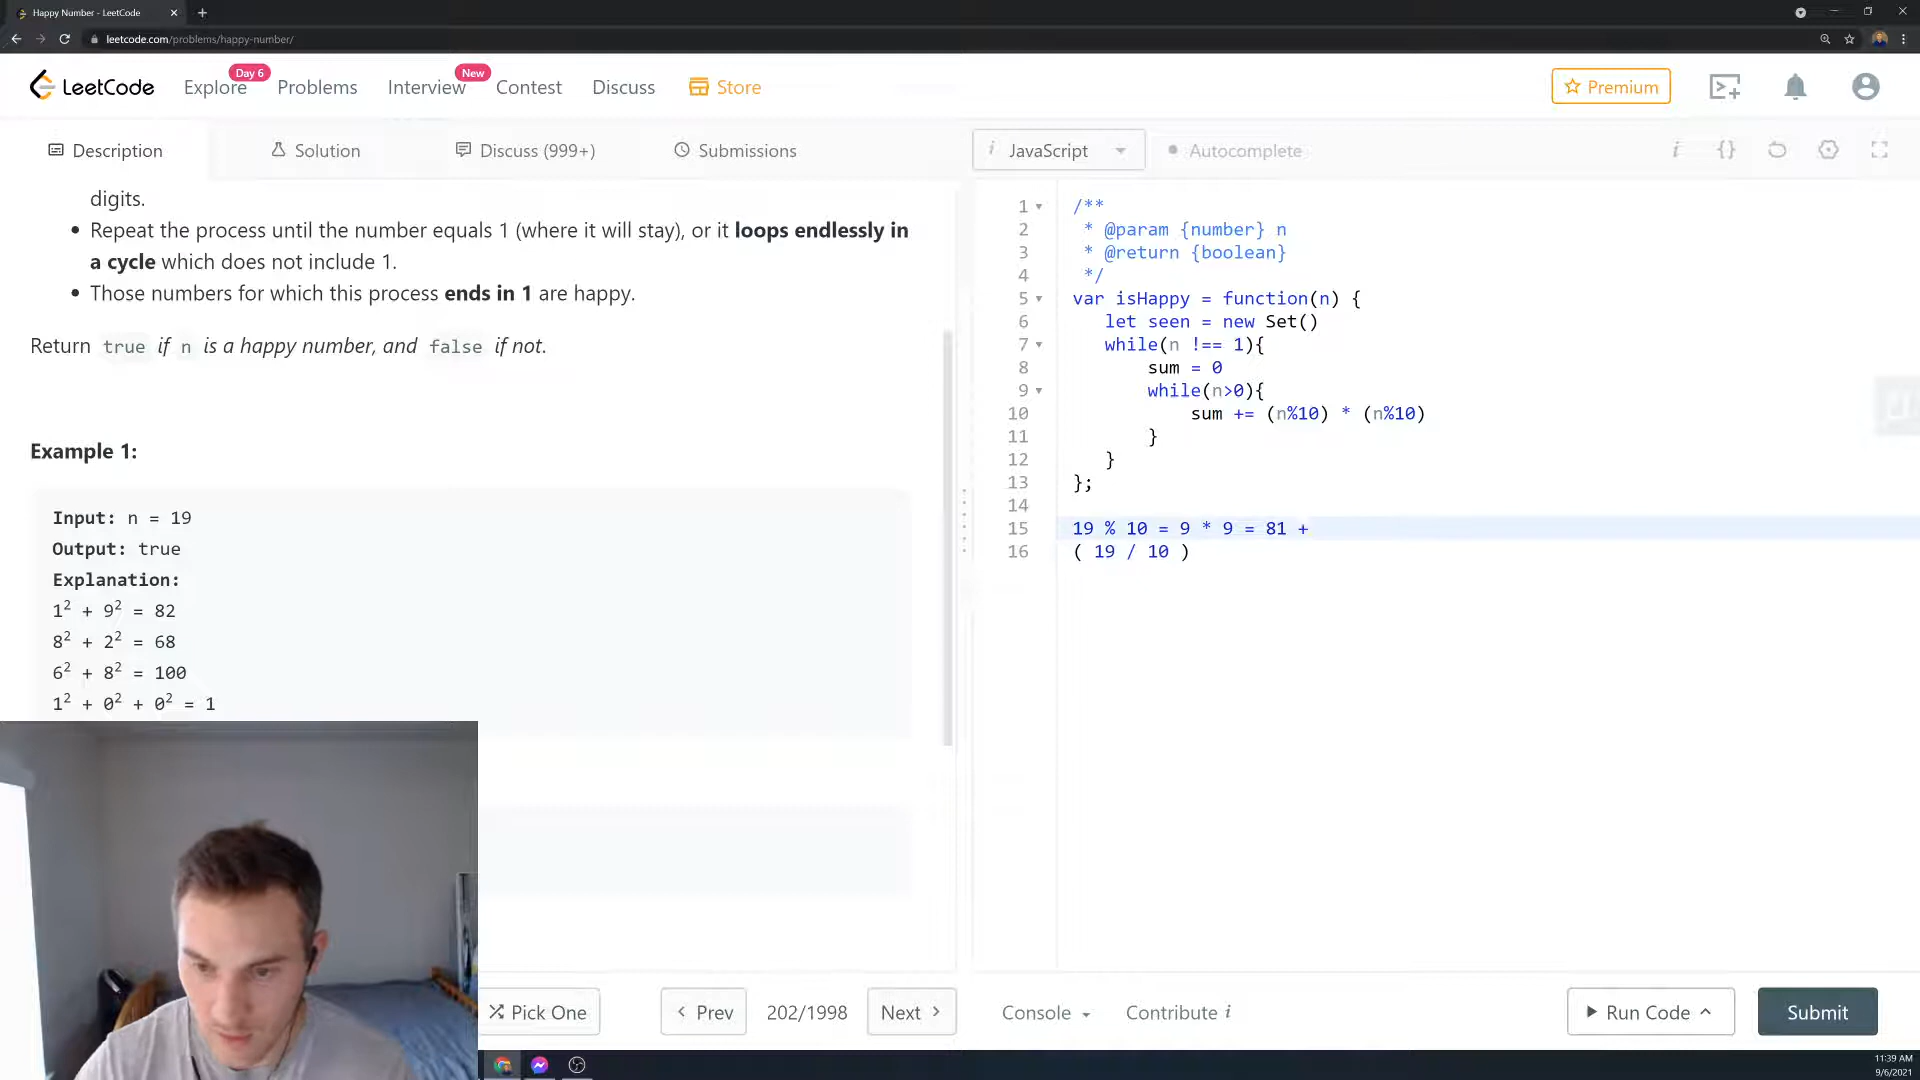 Happy Number - LeetCode
leetcode.com/problems/happy-number/
LeetCode
Explore
Day 6
Problems
Interview
New
Contest
Discuss
Store
Premium
Description
Solution
Discuss (999+)
Submissions
i JavaScript
Autocomplete
digits.
• Repeat the process until the number equals 1 (where it will stay), or it loops endlessly in
a cycle which does not include 1.
• Those numbers for which this process ends in 1 are happy.
Return true if n is a happy number, and false if not.
Example 1:
Input: n = 19
Output: true
Explanation:
1² + 9² = 82
8² + 2² = 68
6² + 8² = 100
1² + 0² + 0² = 1
1 /**
2 * @param {number} n
3 * @return {boolean}
4 */
5 var isHappy = function(n) {
6 let seen = new Set()
7 while(n !== 1){
8 sum = 0
9 while(n>0){
10 sum += (n%10) * (n%10)
11 }
12 }
13 };
14
15 19 % 10 = 9 * 9 = 81 +
16 ( 19 / 10 )
Pick One
Prev
202/1998
Next
Console
Contribute i
Run Code
Submit
11:39 AM
9/6/2021